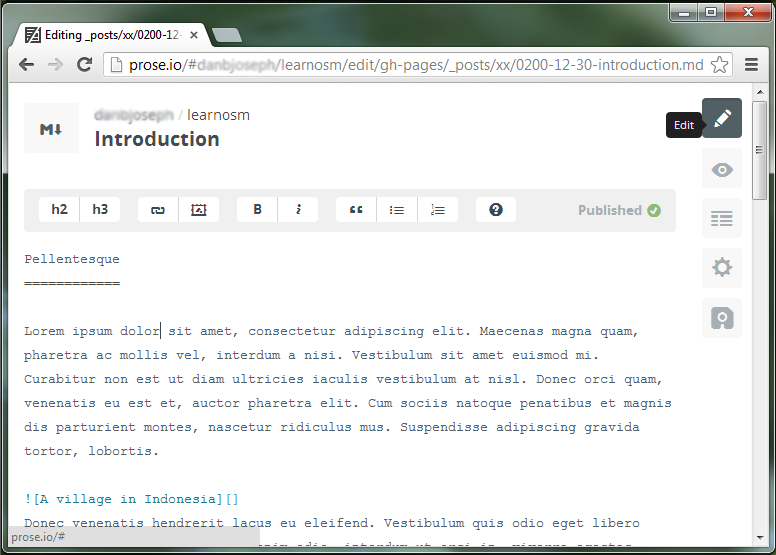 Editing _posts/xx/0200-12-
prose.io/#danbjoseph/learnosm/edit/gh-pages/_posts/xx/0200-12-30-introduction.md
M↓
danbjoseph / learnosm
Introduction
Edit
h2 h3 B i “ ? Published
Pellentesque
============
Lorem ipsum dolor sit amet, consectetur adipiscing elit. Maecenas magna quam,
pharetra ac mollis vel, interdum a nisi. Vestibulum sit amet euismod mi.
Curabitur non est ut diam ultricies iaculis vestibulum at nisl. Donec orci quam,
venenatis eu est et, auctor pharetra elit. Cum sociis natoque penatibus et magnis
dis parturient montes, nascetur ridiculus mus. Suspendisse adipiscing gravida
tortor, lobortis.
![A village in Indonesia][]
Donec venenatis hendrerit lacus eu eleifend. Vestibulum quis odio eget libero
prose.io/#